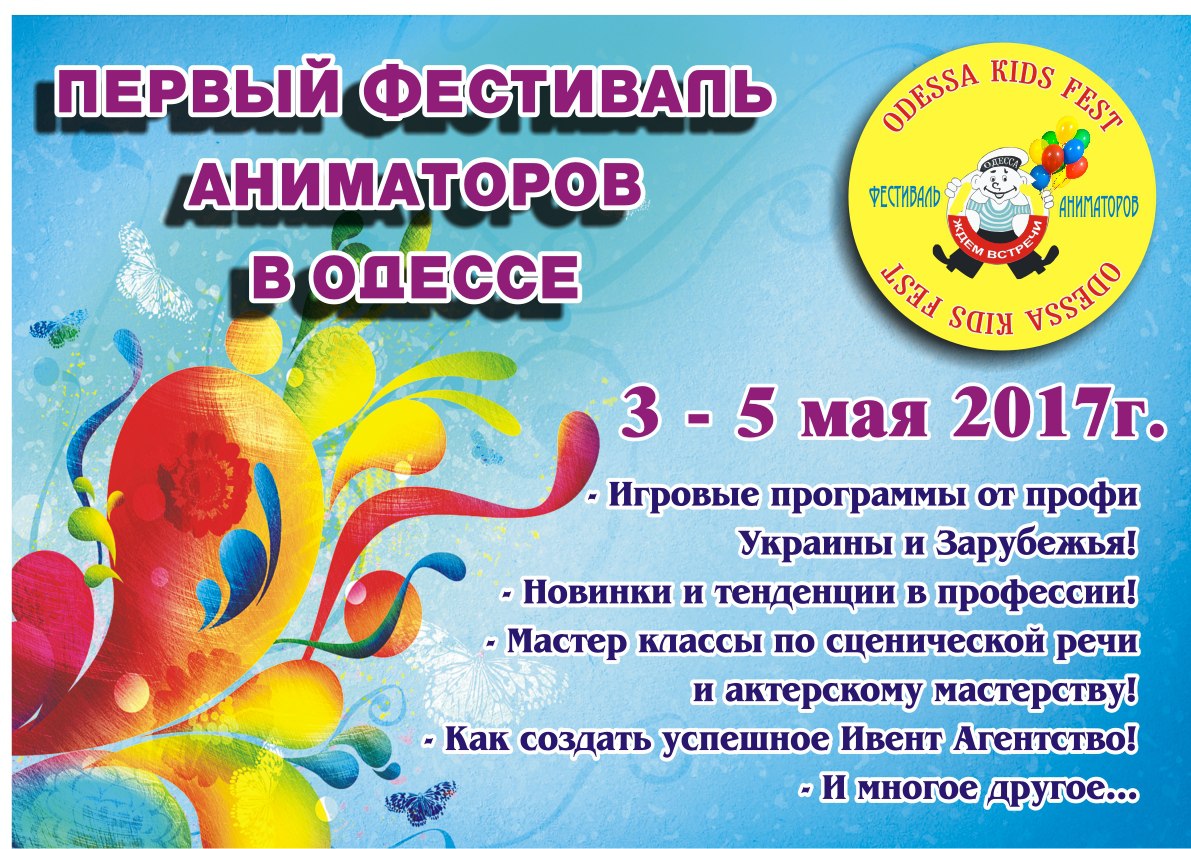 ПЕРВЫЙ ФЕСТИВАЛЬ
АНИМАТОРОВ
В ОДЕССЕ
ODESSA KIDS FEST
ОДЕССА
ФЕСТИВАЛЬ
АНИМАТОРОВ
ЖДЕМ ВСТРЕЧИ
ODESSA KIDS FEST
3 - 5 мая 2017г.
- Игровые программы от профи
Украины и Зарубежья!
- Новинки и тенденции в профессии!
- Мастер классы по сценической речи
и актерскому мастерству!
- Как создать успешное Ивент Агентство!
- И многое другое...